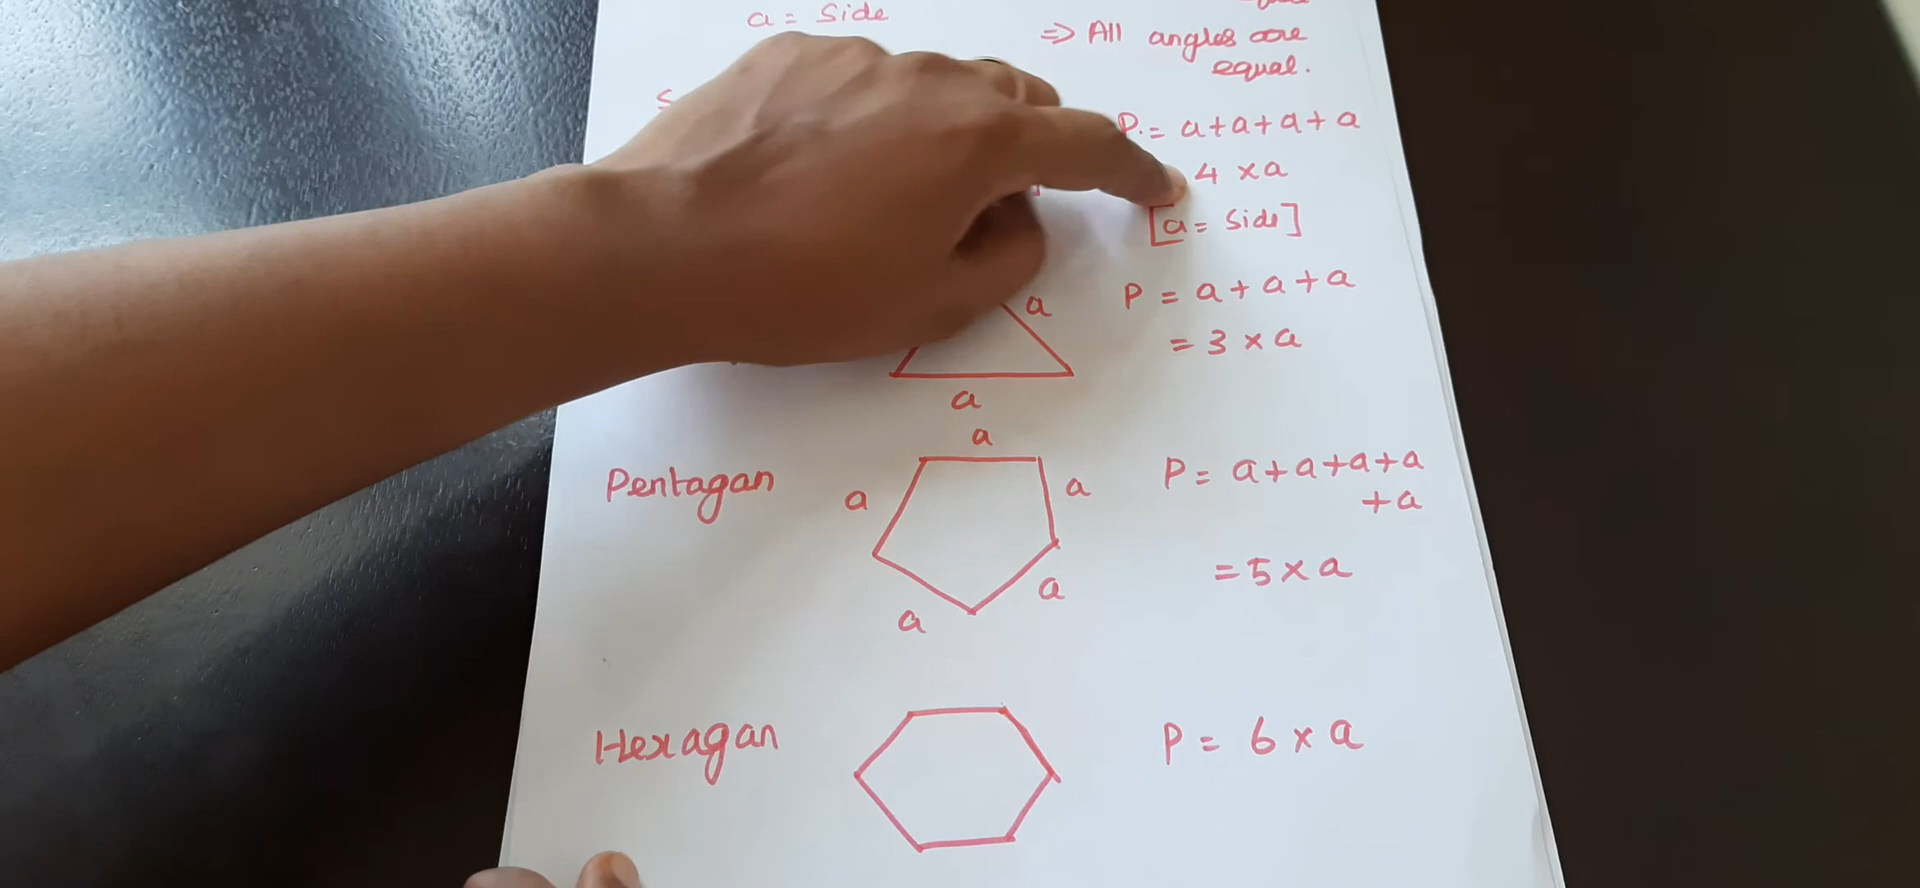 a = Side
⇒ All angles are
equal.
P. = a+a+a+a
4 × a
[a = Side]
a
P = a+a+a
= 3 × a
a
a
Pentagan
a
a
P = a+a+a+a
+a
a
a
= 5 × a
Hexagan
P = 6 × a